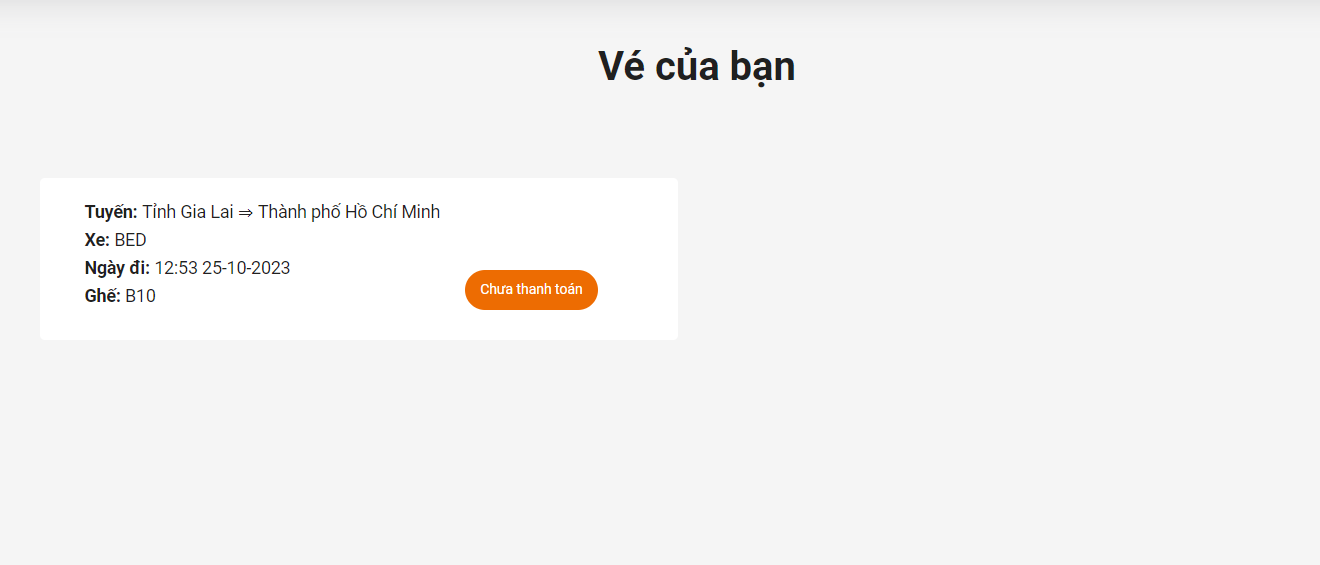 Vé của bạn
Tuyến: Tỉnh Gia Lai ⇒ Thành phố Hồ Chí Minh
Xe: BED
Ngày đi: 12:53 25-10-2023
Ghế: B10
Chưa thanh toán